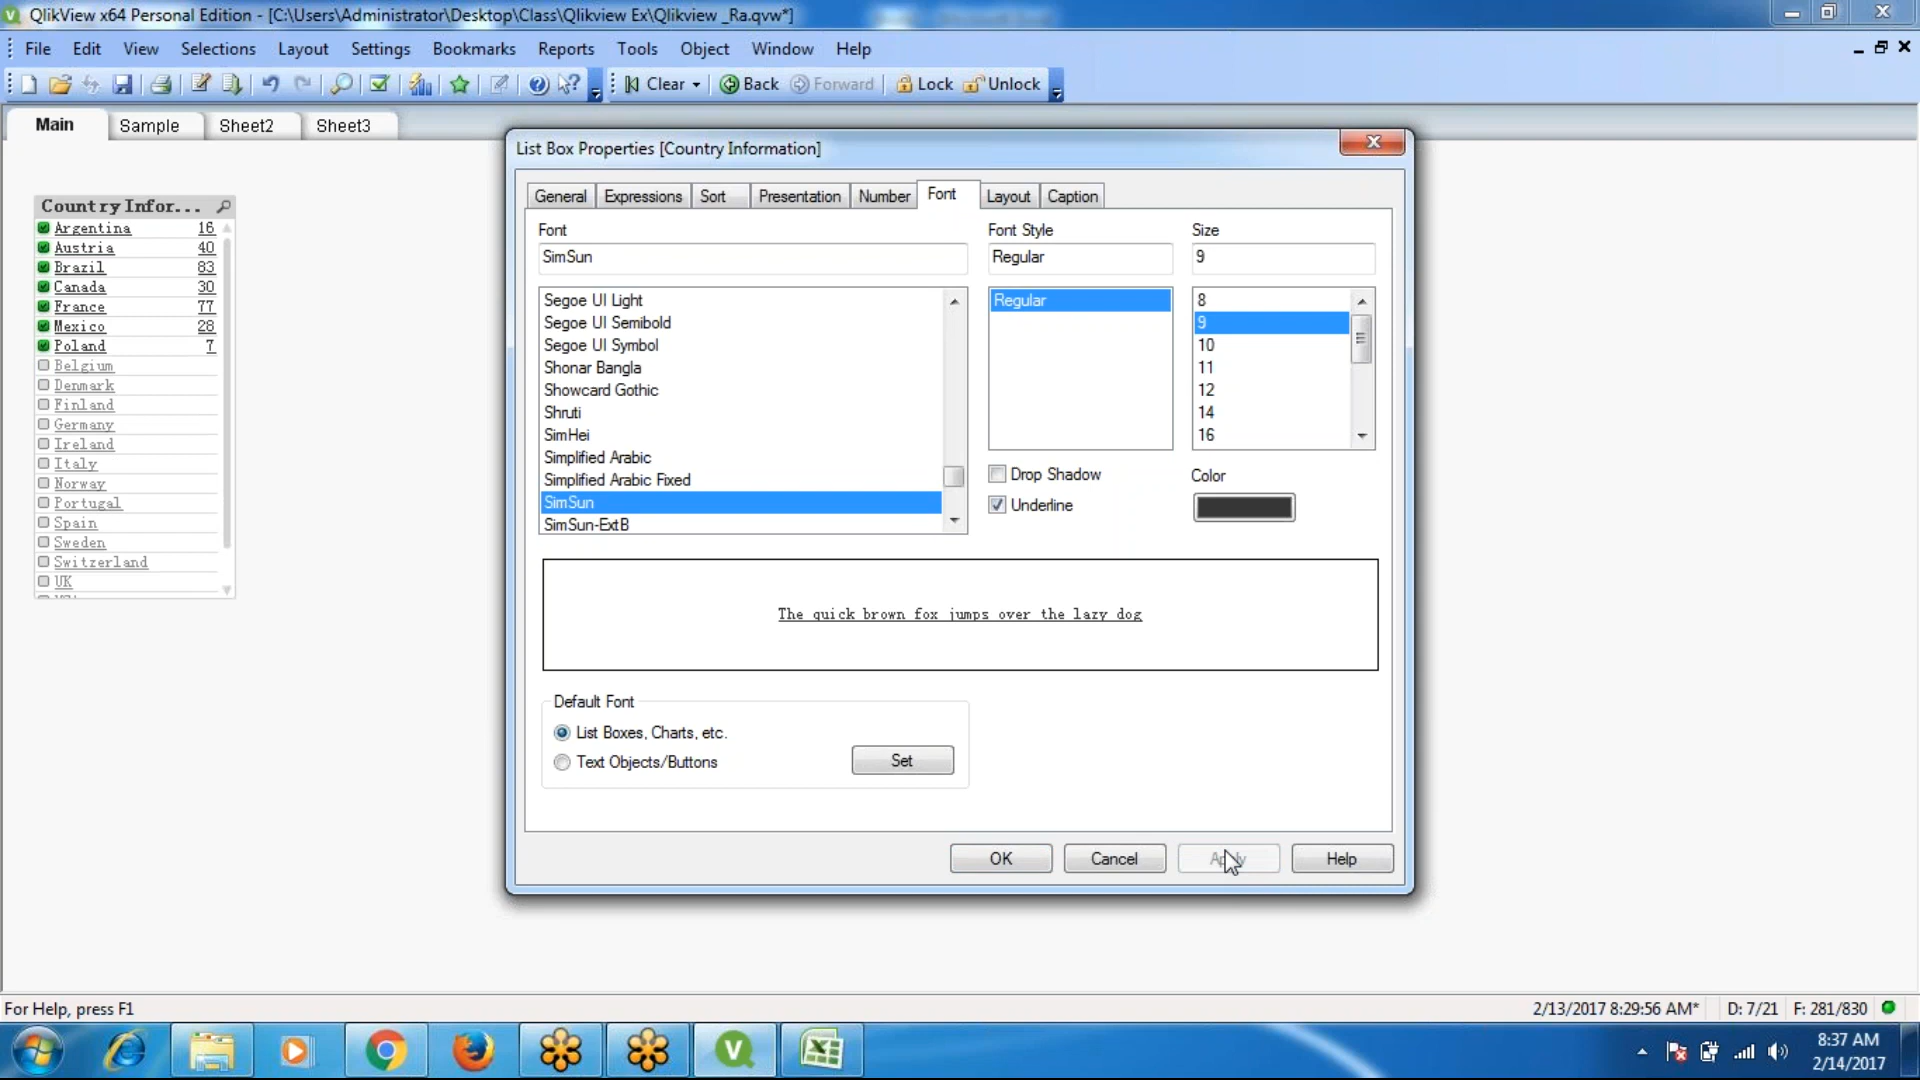 QlikView x64 Personal Edition - [C:\Users\Administrator\Desktop\Class\Qlikview Ex\Qlikview _Ra.qvw*]
File Edit View Selections Layout Settings Bookmarks Reports Tools Object Window Help
Clear Back Forward Lock Unlock
Main Sample Sheet2 Sheet3
List Box Properties [Country Information]
General Expressions Sort Presentation Number Font Layout Caption
Country Infor...
Argentina 16
Austria 40
Brazil 83
Canada 30
France 77
Mexico 28
Poland 7
Belgium
Denmark
Finland
Germany
Ireland
Italy
Norway
Portugal
Spain
Sweden
Switzerland
UK
Font
SimSun
Segoe UI Light
Segoe UI Semibold
Segoe UI Symbol
Shonar Bangla
Showcard Gothic
Shruti
SimHei
Simplified Arabic
Simplified Arabic Fixed
SimSun
SimSun-ExtB
Font Style
Regular
Regular
Size
9
8
9
10
11
12
14
16
Drop Shadow
Underline
Color
The quick brown fox jumps over the lazy dog
Default Font
List Boxes, Charts, etc.
Text Objects/Buttons
Set
OK Cancel Apply Help
For Help, press F1
2/13/2017 8:29:56 AM* D: 7/21 F: 281/830
8:37 AM
2/14/2017